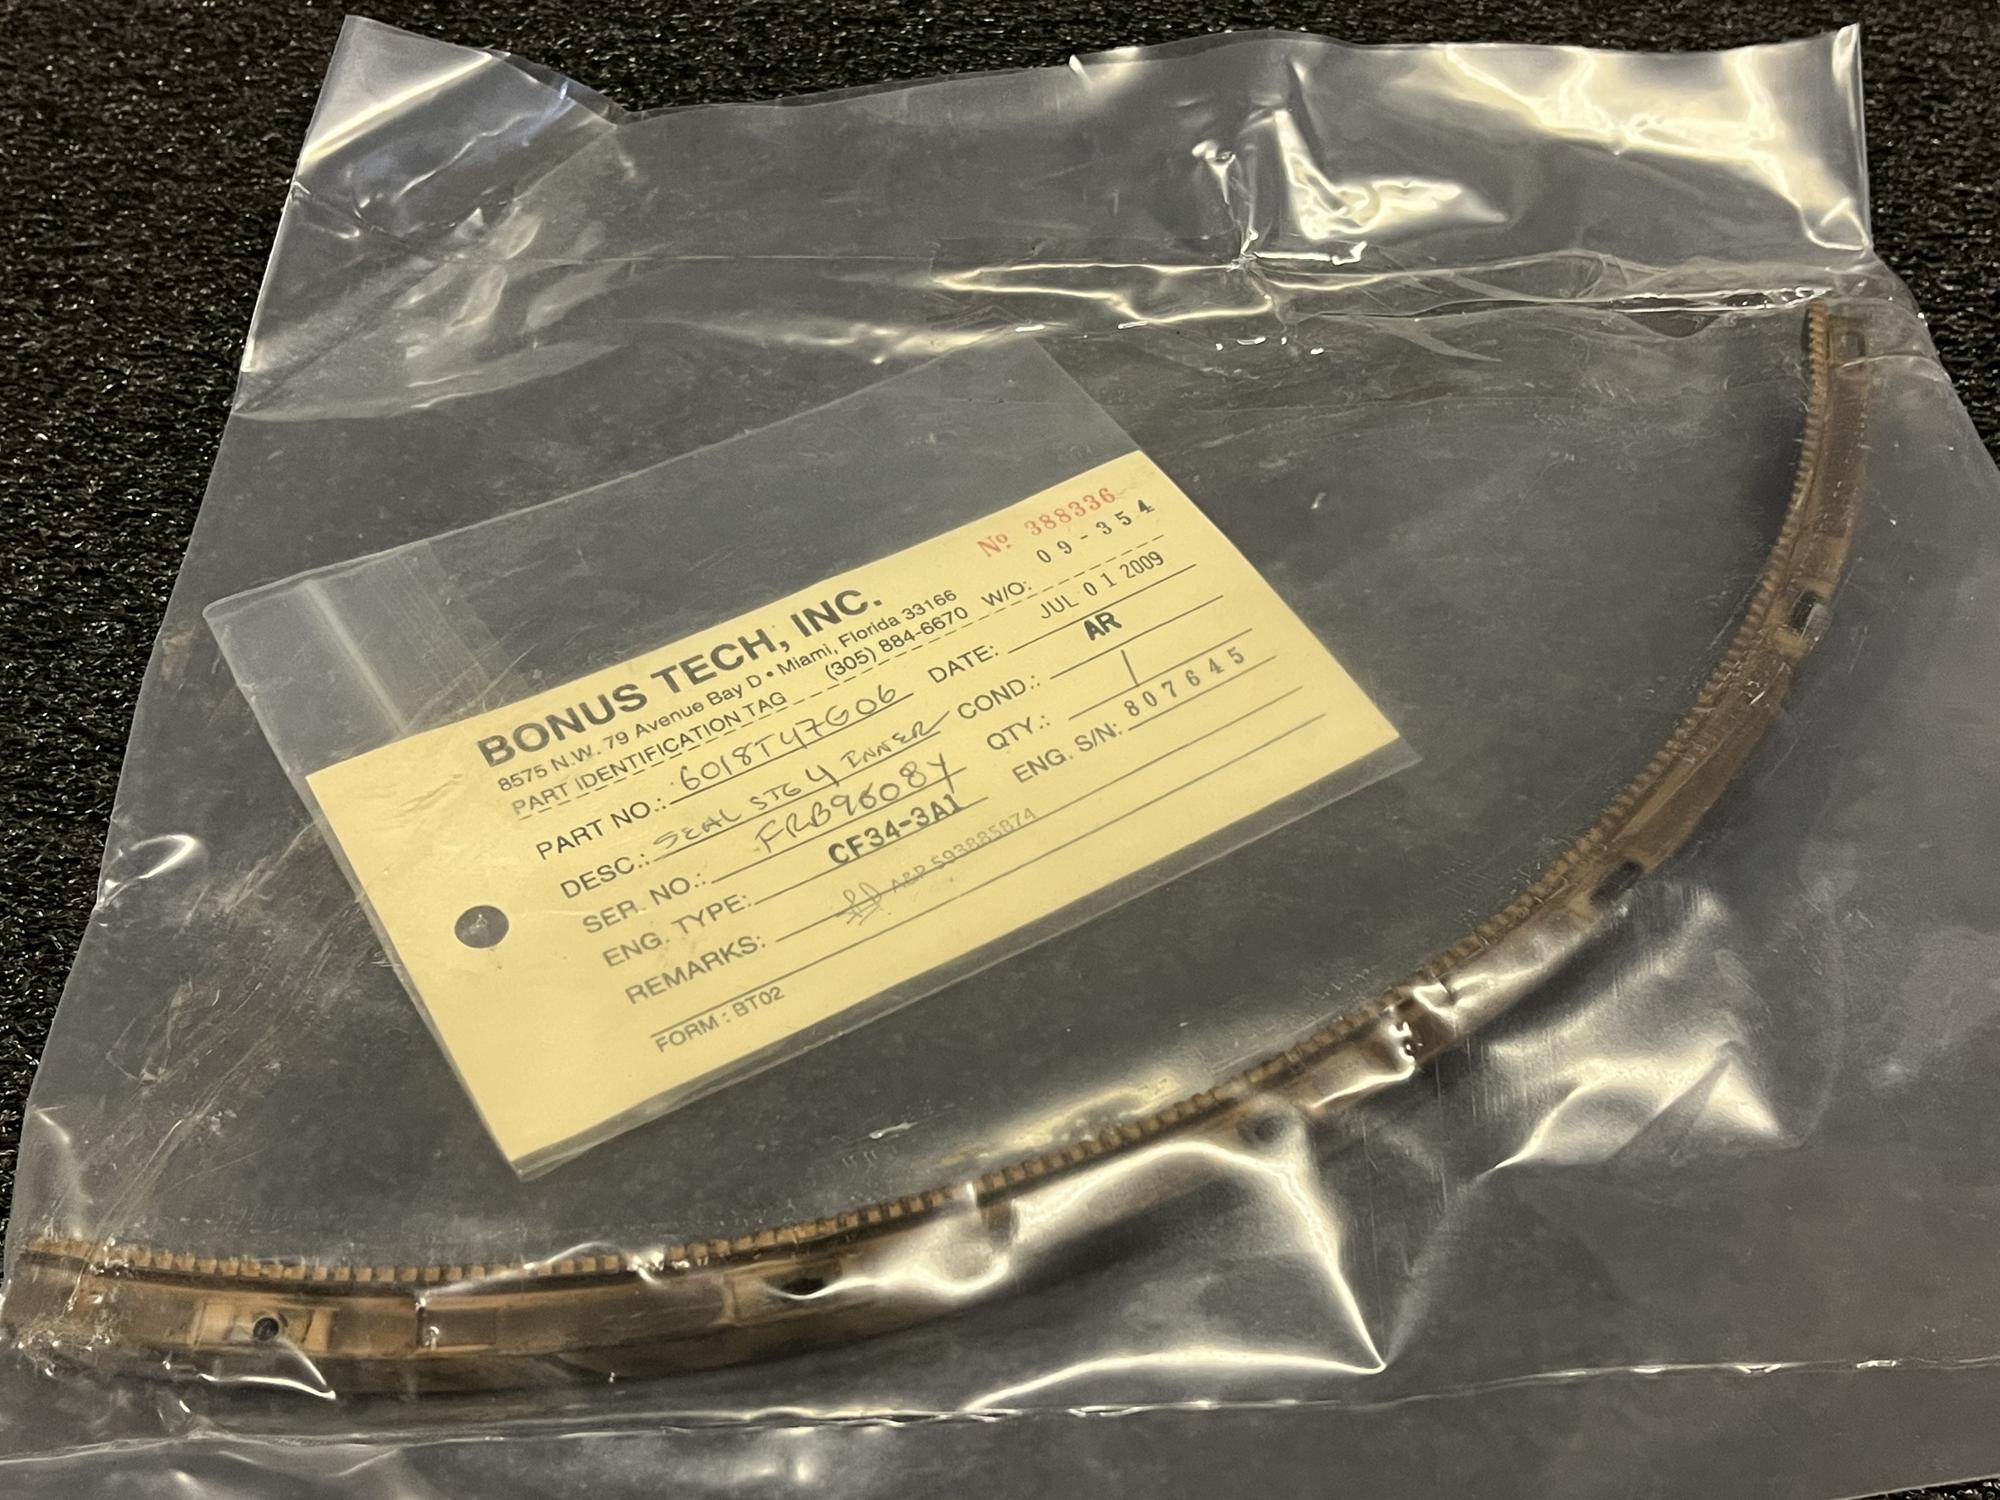 BONUS TECH, INC. Nº 388336
8575 N.W. 79 Avenue Bay D • Miami, Florida 33166
PART IDENTIFICATION TAG (305) 884-6670 W/O: 09-354
PART NO.: 6018T47G06 DATE: JUL 01 2009
DESC.: SEAL STG 4 INNER COND.: AR
SER. NO.: FRB9608Y QTY.: 1
ENG. TYPE: CF34-3A1 ENG. S/N: 807645
REMARKS: A&P 593885874
FORM: BT02